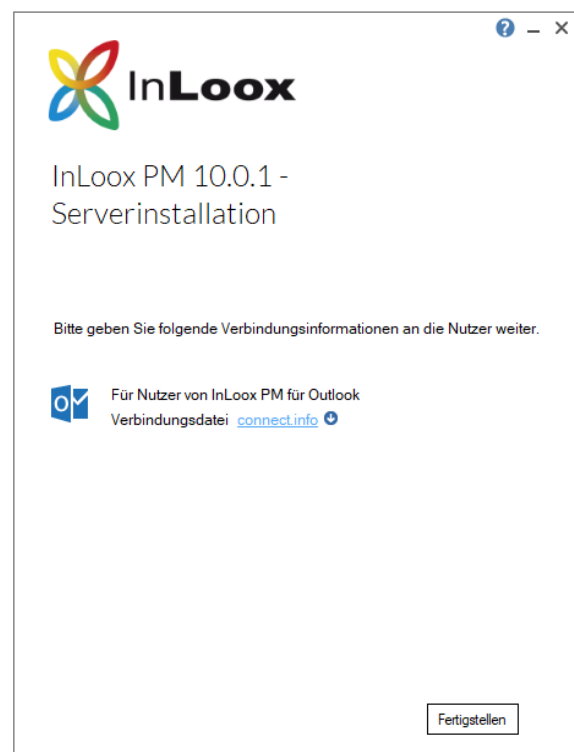 InLoox
InLoox PM 10.0.1 -
Serverinstallation
Bitte geben Sie folgende Verbindungsinformationen an die Nutzer weiter.
Für Nutzer von InLoox PM für Outlook
Verbindungsdatei connect.info
Fertigstellen